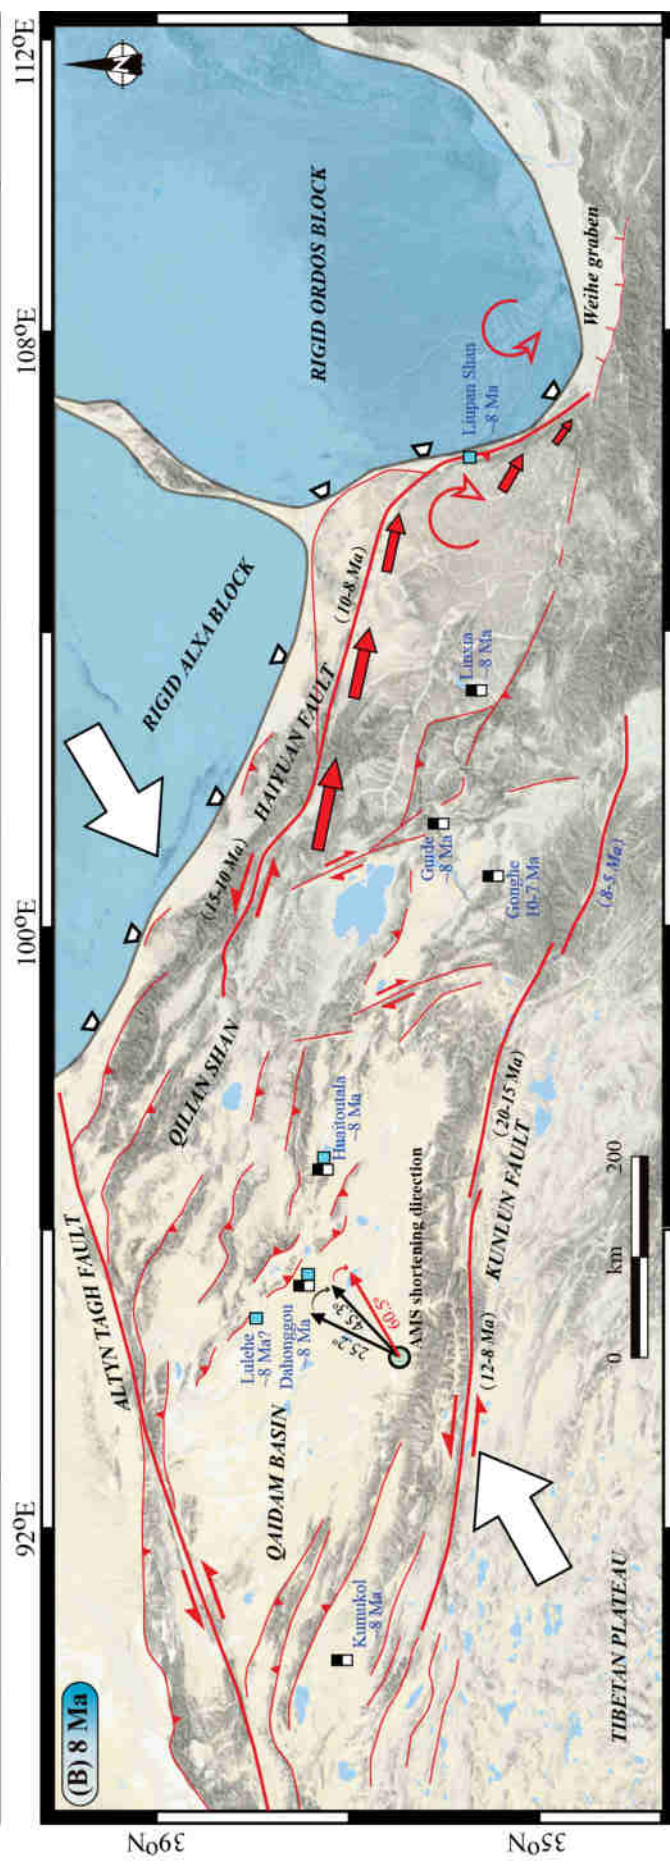 (B) 8 Ma
92°E
100°E
108°E
112°E
39°N
35°N
N
ALTYN TAGH FAULT
QILIAN SHAN
RIGID ALXA BLOCK
RIGID ORDOS BLOCK
HAIYUAN FAULT
(15-10 Ma)
(10-8 Ma)
QAIDAM BASIN
Lulehe
~8 Ma?
Dahonggou
~8 Ma
Huaitoutala
~8 Ma
25.2°
45.3°
60.5°
AMS shortening direction
Kumukol
~8 Ma
Guide
~8 Ma
Gonghe
10-7 Ma
Linxia
~8 Ma
Liupan Shan
~8 Ma
Weihe graben
(12-8 Ma)
KUNLUN FAULT
(20-15 Ma)
(8-5 Ma)
TIBETAN PLATEAU
0 km 200